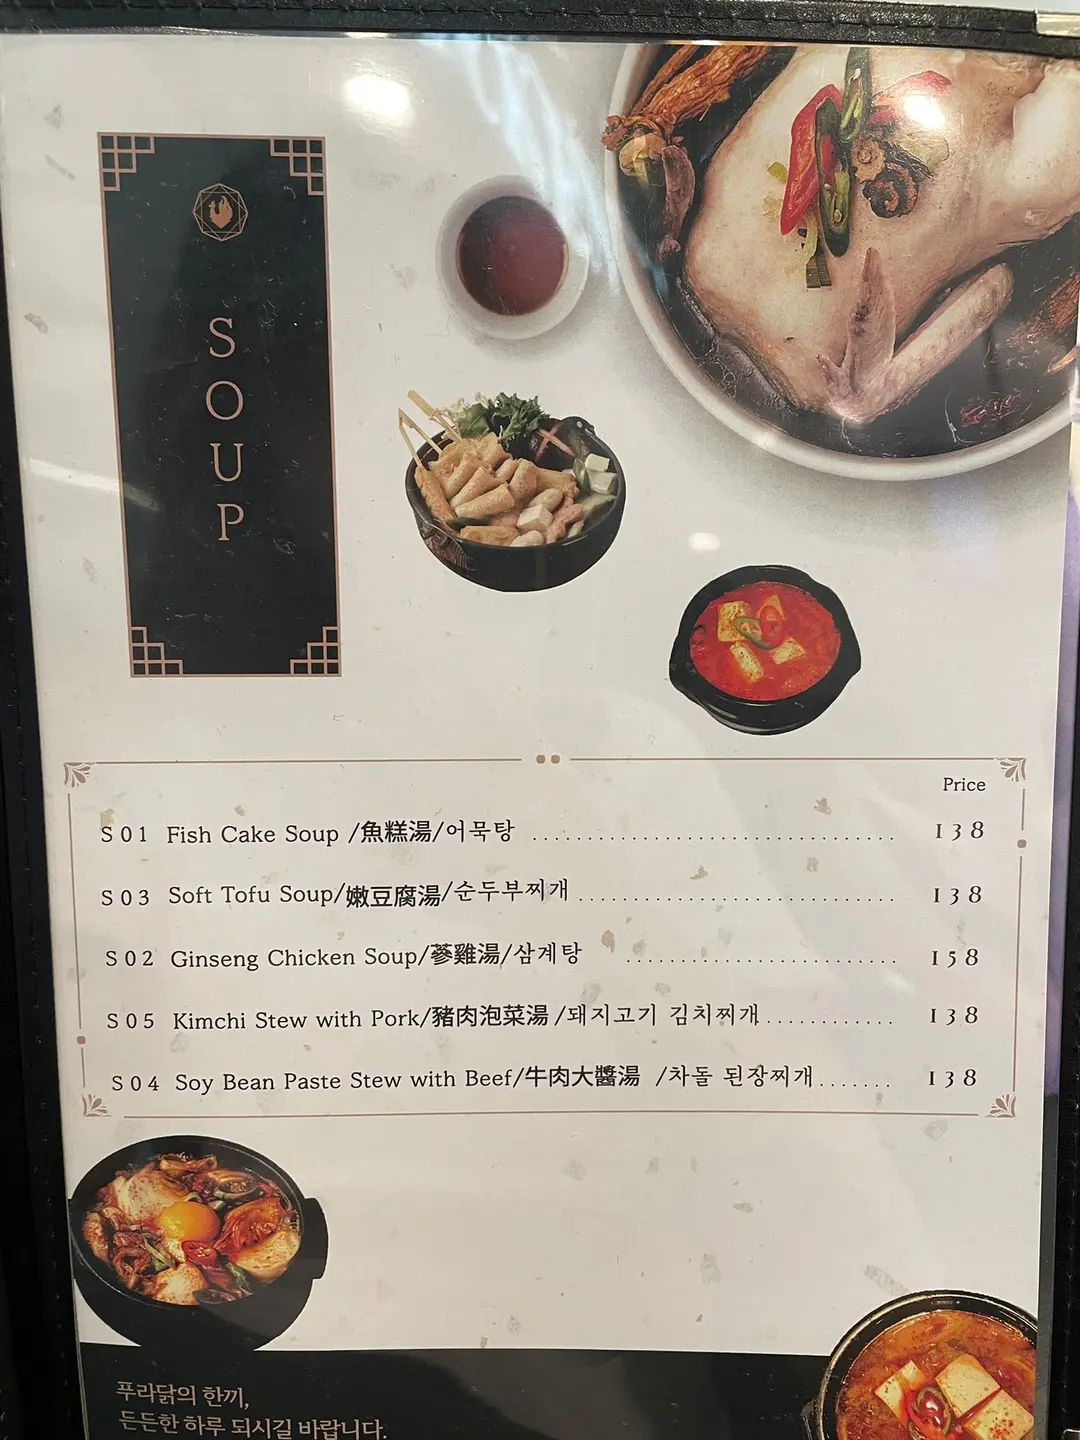 SOUP
Price
S01 Fish Cake Soup /魚糕湯/어묵탕 138
S03 Soft Tofu Soup/嫩豆腐湯/순두부찌개 138
S02 Ginseng Chicken Soup/蔘雞湯/삼계탕 158
S05 Kimchi Stew with Pork/豬肉泡菜湯 /돼지고기 김치찌개 138
S04 Soy Bean Paste Stew with Beef/牛肉大醬湯 /차돌 된장찌개 138
푸라닭의 한끼,
든든한 하루 되시길 바랍니다.